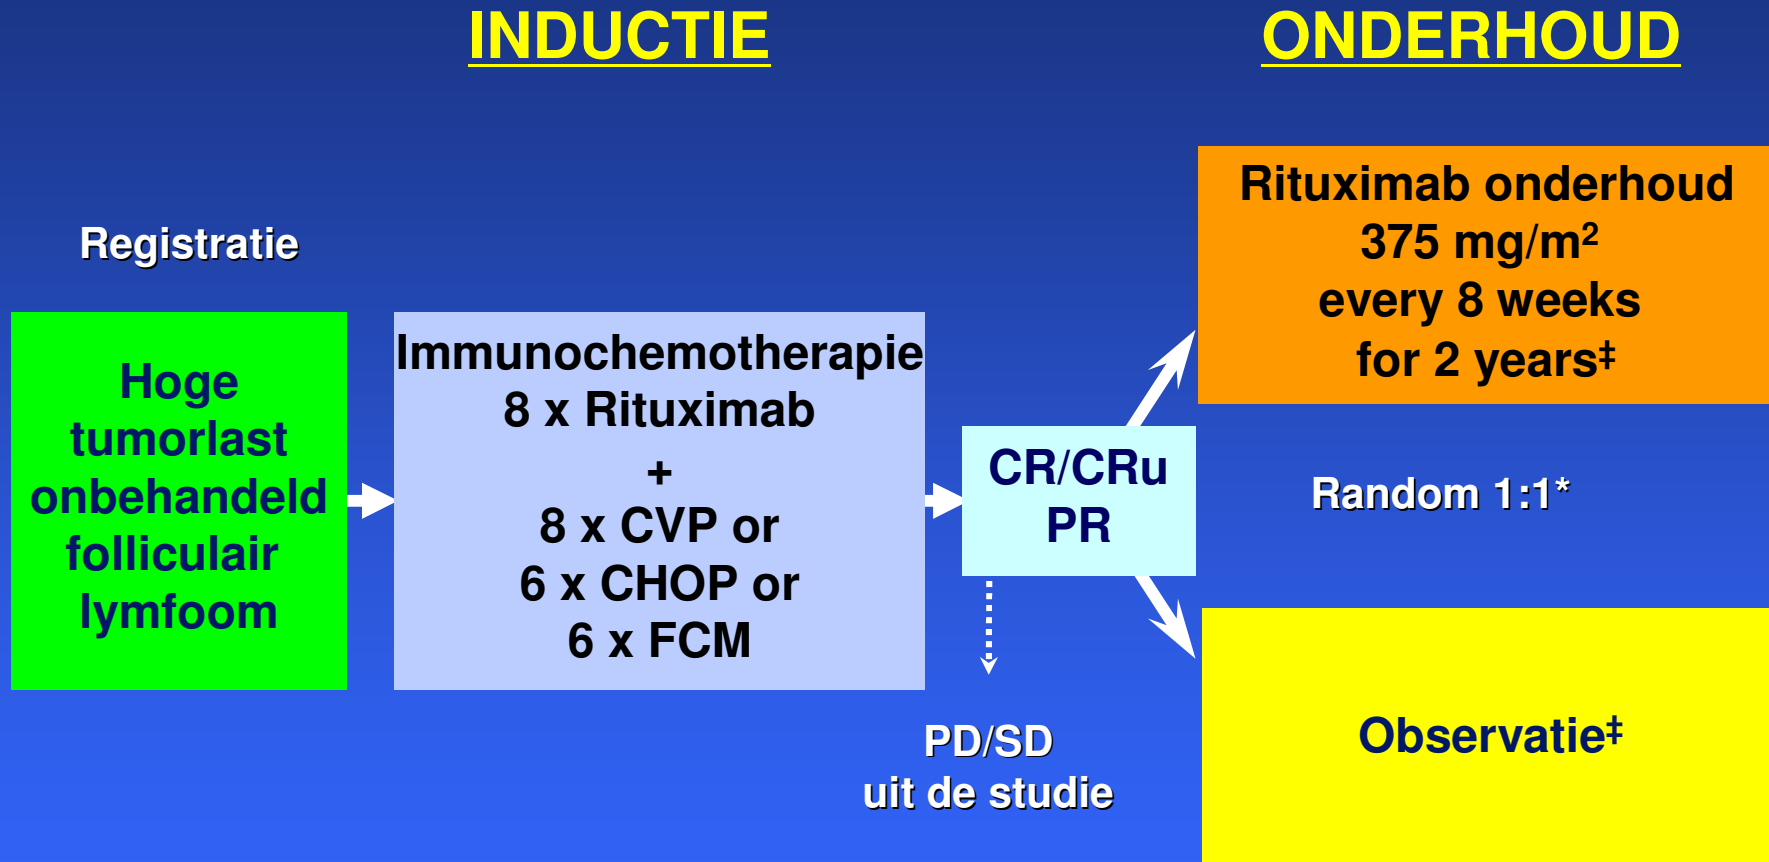 INDUCTIE
ONDERHOUD
Registratie
Hoge
tumorlast
onbehandeld
folliculair
lymfoom
Immunochemotherapie
8 x Rituximab
+
8 x CVP or
6 x CHOP or
6 x FCM
CR/CRu
PR
PD/SD
uit de studie
Rituximab onderhoud
375 mg/m²
every 8 weeks
for 2 years‡
Random 1:1*
Observatie‡